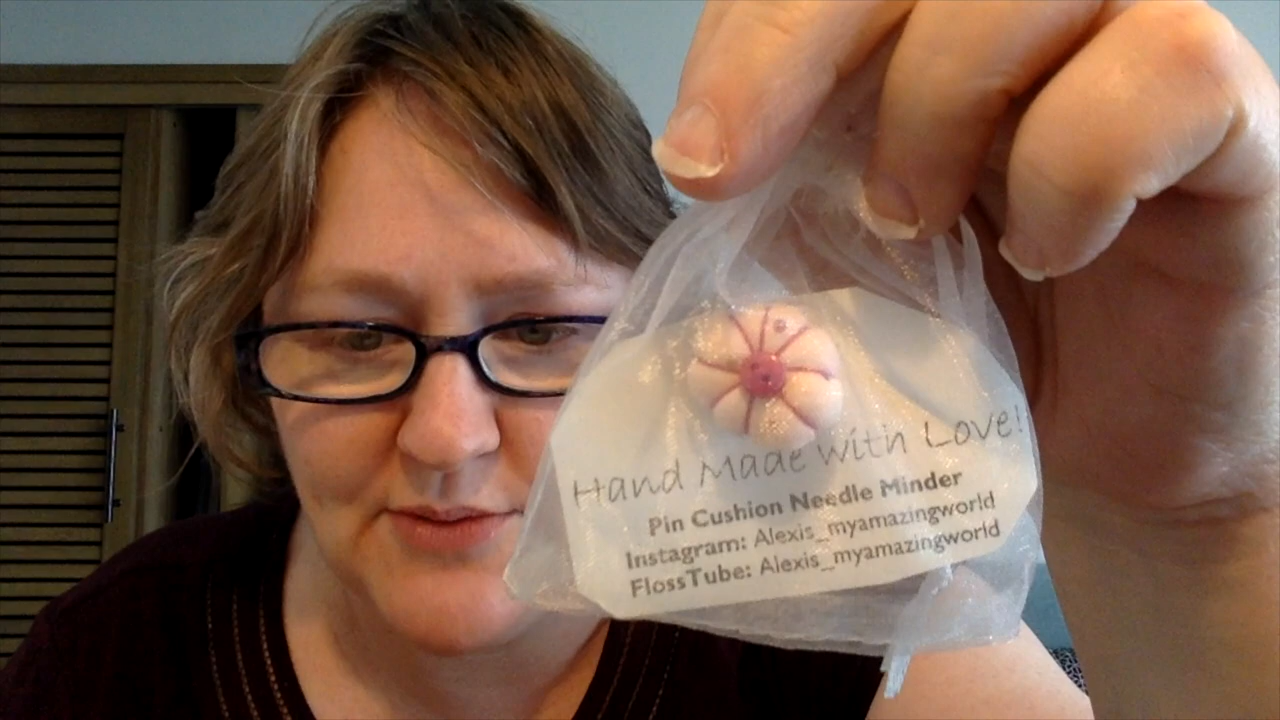 Hand Made with Love!
Pin Cushion Needle Minder
Instagram: Alexis_myamazingworld
FlossTube: Alexis_myamazingworld